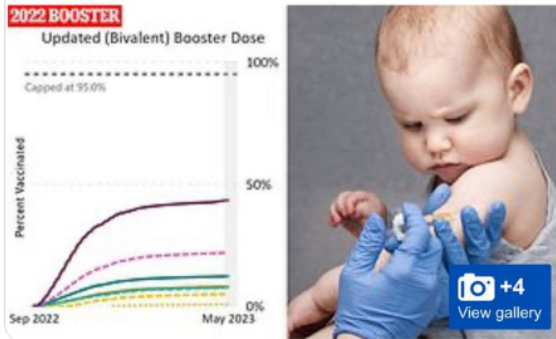 2022 BOOSTER
Updated (Bivalent) Booster Dose
100%
Capped at 95.0%
Percent Vaccinated
50%
0%
Sep 2022
May 2023
+4
View gallery